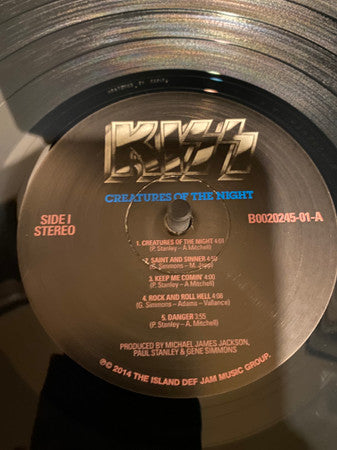 KISS
CREATURES OF THE NIGHT
SIDE I
STEREO
B0020245-01-A
1. CREATURES OF THE NIGHT 4:01
(P. Stanley – A. Mitchell)
2. SAINT AND SINNER 4:50
(G. Simmons – M. Japp)
3. KEEP ME COMIN' 4:00
(P. Stanley – A Mitchell)
4. ROCK AND ROLL HELL 4:08
(G. Simmons – Adams – Vallance)
5. DANGER 3:55
(P. Stanley – A. Mitchell)
PRODUCED BY MICHAEL JAMES JACKSON,
PAUL STANLEY & GENE SIMMONS
℗© 2014 THE ISLAND DEF JAM MUSIC GROUP.